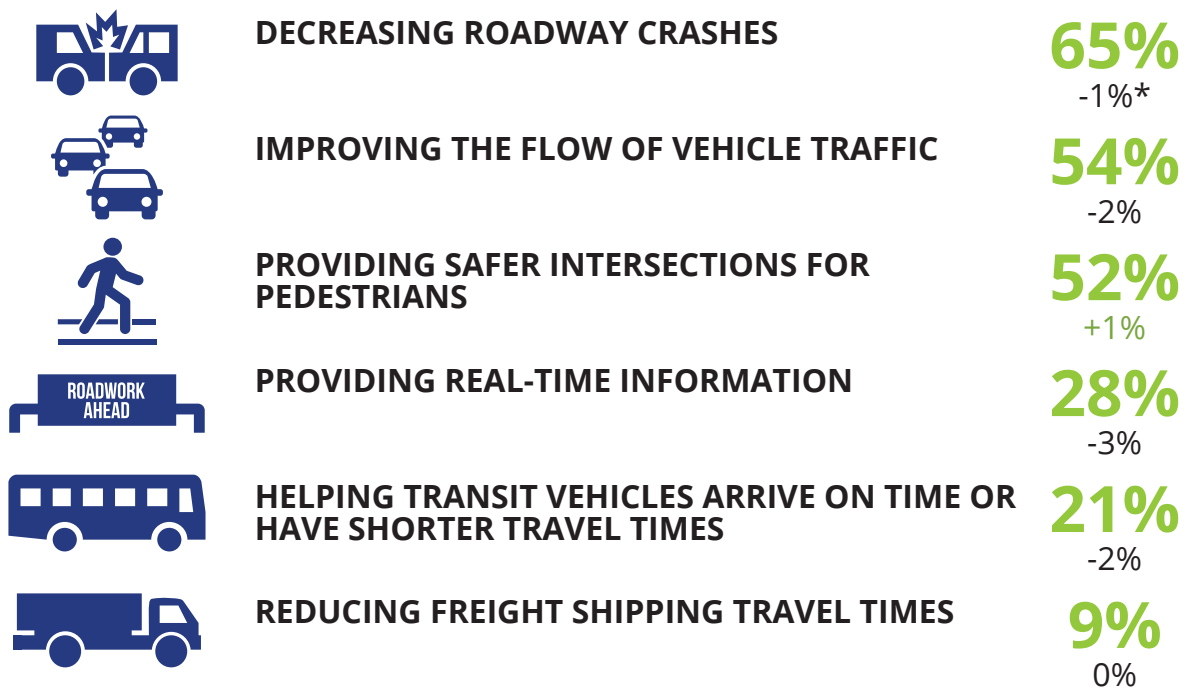 DECREASING ROADWAY CRASHES
65%
-1%*
IMPROVING THE FLOW OF VEHICLE TRAFFIC
54%
-2%
PROVIDING SAFER INTERSECTIONS FOR
PEDESTRIANS
52%
+1%
ROADWORK
AHEAD
PROVIDING REAL-TIME INFORMATION
28%
-3%
HELPING TRANSIT VEHICLES ARRIVE ON TIME OR
HAVE SHORTER TRAVEL TIMES
21%
-2%
REDUCING FREIGHT SHIPPING TRAVEL TIMES
9%
0%